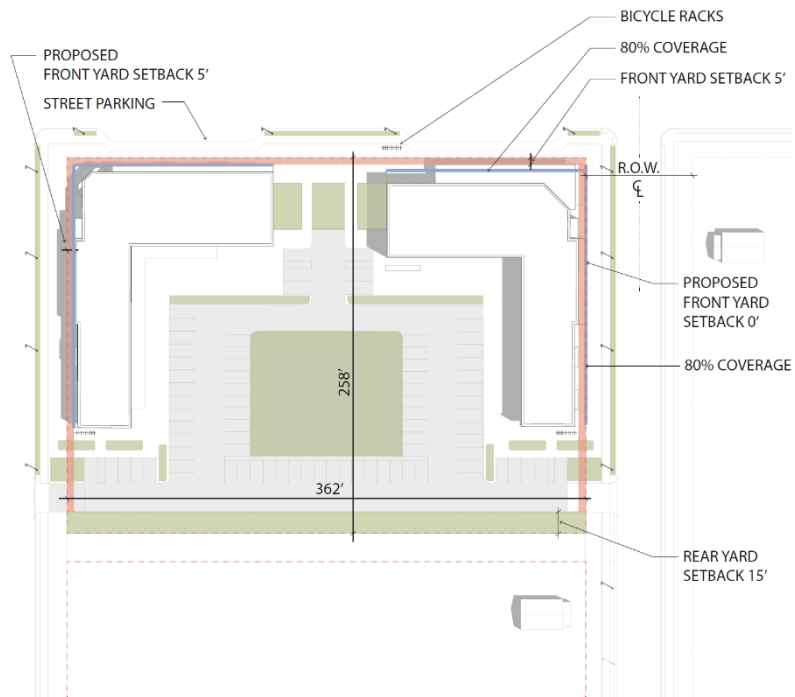 BICYCLE RACKS
80% COVERAGE
FRONT YARD SETBACK 5'
PROPOSED
FRONT YARD SETBACK 5'
STREET PARKING
R.O.W.
℄
PROPOSED
FRONT YARD
SETBACK 0'
80% COVERAGE
258'
362'
REAR YARD
SETBACK 15'